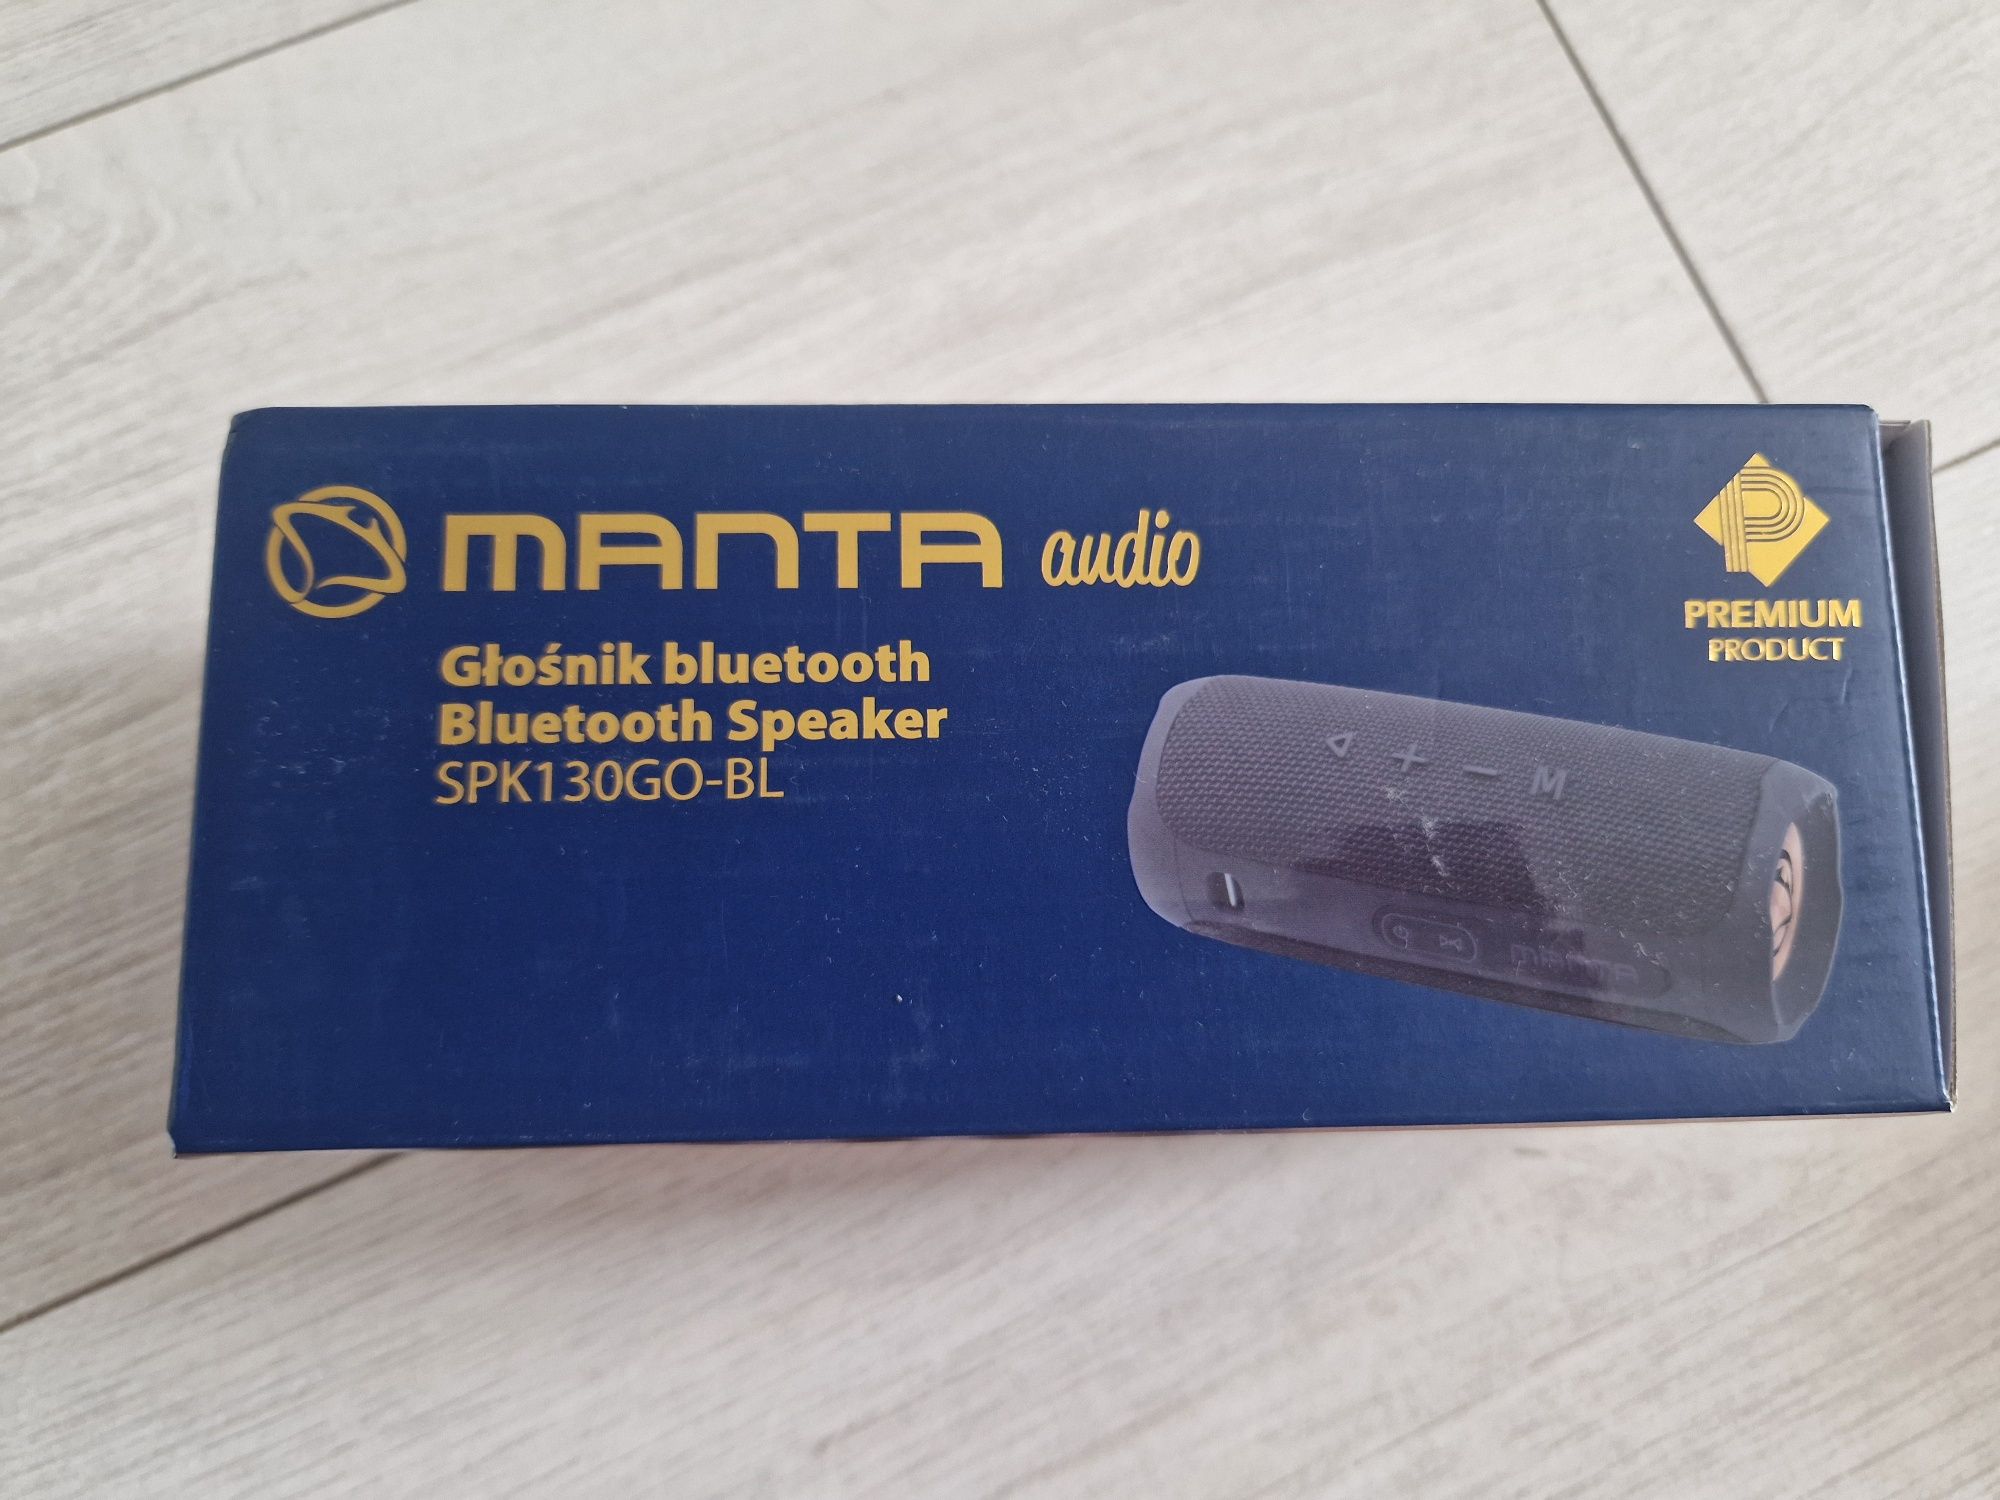 MANTA audio
PREMIUM
PRODUCT
Głośnik bluetooth
Bluetooth Speaker
SPK130GO-BL
+ − M
MANTA